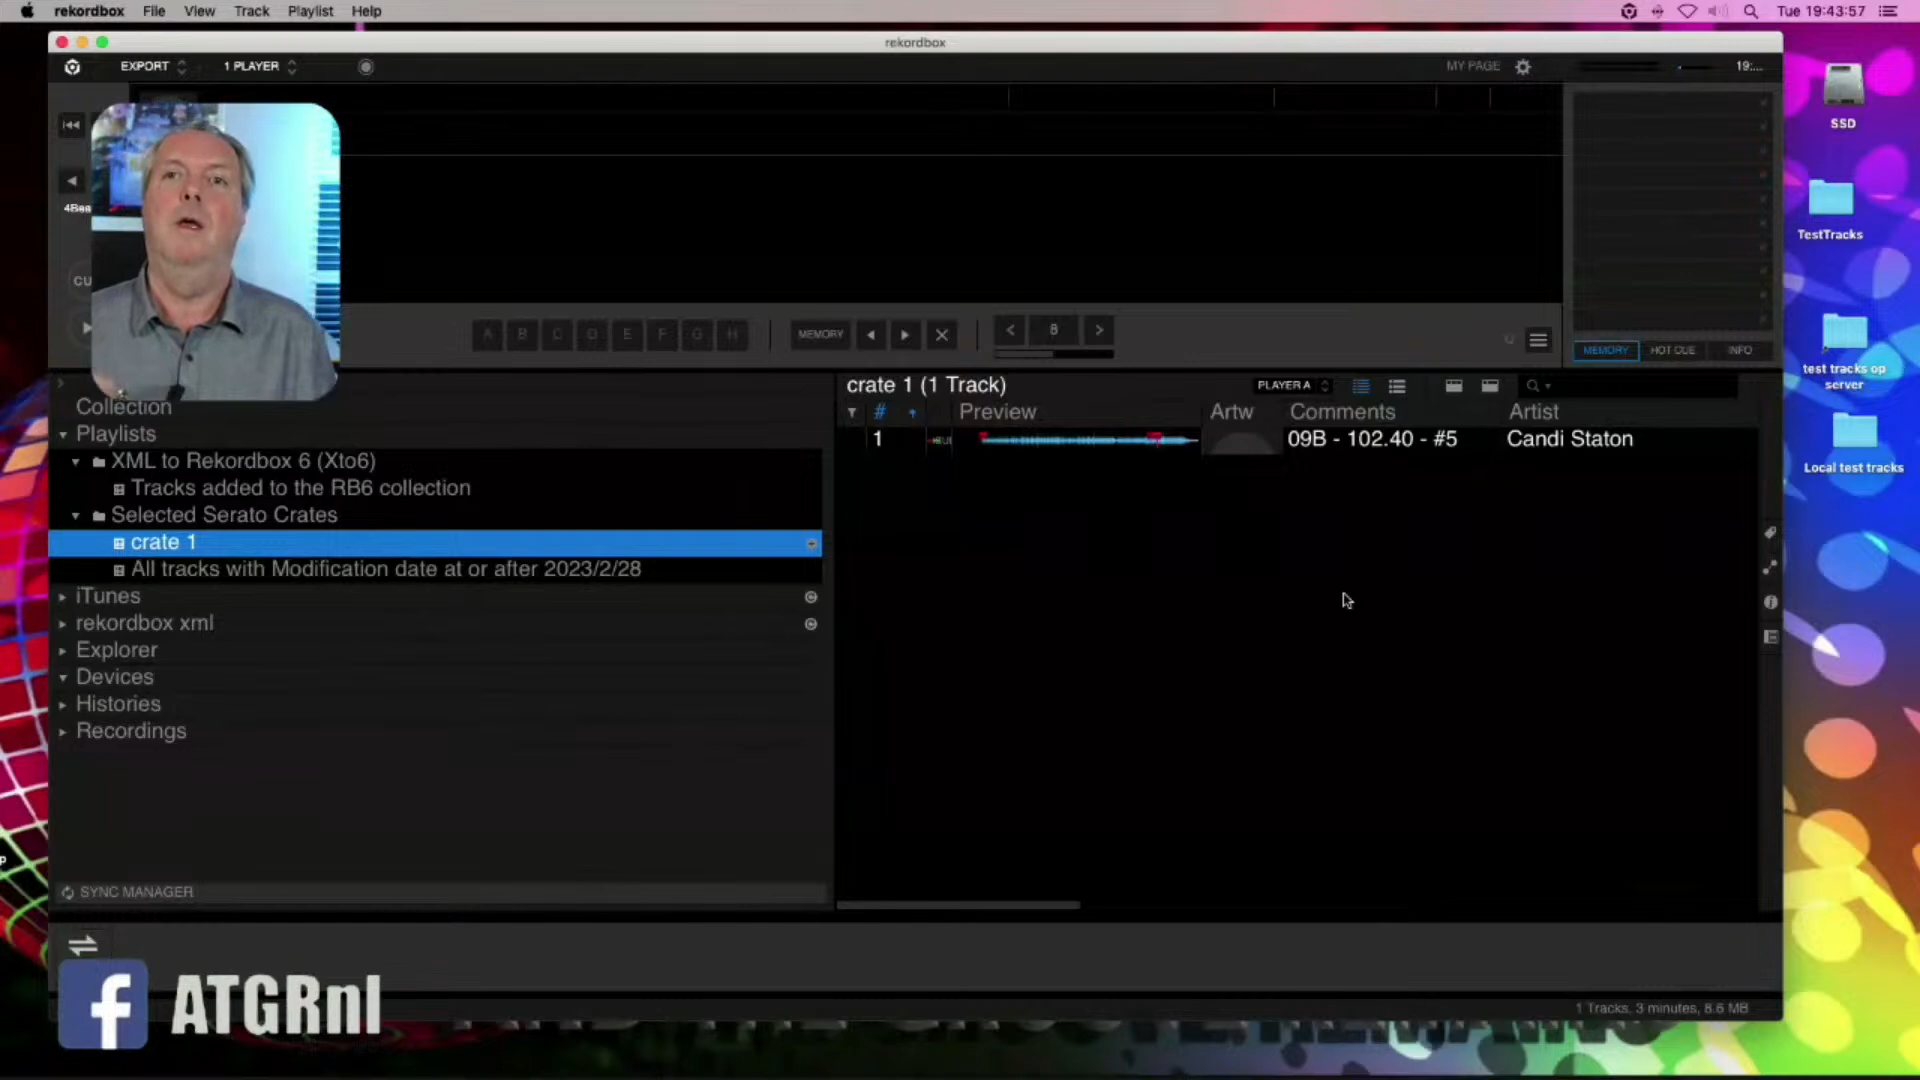 rekordbox File View Track Playlist Help
Tue 19:43:57
rekordbox
EXPORT 1 PLAYER
MY PAGE
19:...
SSD
TestTracks
4Bea
CU
A B C D E F G H
MEMORY
8
MEMORY HOT CUE INFO
test tracks op
server
Local test tracks
Collection
Playlists
XML to Rekordbox 6 (Xto6)
Tracks added to the RB6 collection
Selected Serato Crates
crate 1
All tracks with Modification date at or after 2023/2/28
iTunes
rekordbox xml
Explorer
Devices
Histories
Recordings
SYNC MANAGER
crate 1 (1 Track)
PLAYER A
# Preview Artw Comments Artist
1 09B - 102.40 - #5 Candi Staton
p
f ATGRnl
1 Tracks, 3 minutes, 8.6 MB